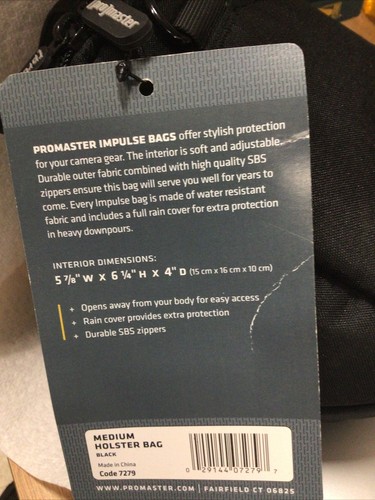 promaster
PROMASTER IMPULSE BAGS offer stylish protection
for your camera gear. The interior is soft and adjustable.
Durable outer fabric combined with high quality SBS
zippers ensure this bag will serve you well for years to
come. Every Impulse bag is made of water resistant
fabric and includes a full rain cover for extra protection
in heavy downpours.
INTERIOR DIMENSIONS:
5 7/8" W X 6 1/4" H X 4" D (15 cm x 16 cm x 10 cm)
+ Opens away from your body for easy access
+ Rain cover provides extra protection
+ Durable SBS zippers
MEDIUM
HOLSTER BAG
BLACK
Made in China
Code 7279
0 29144 07279 7
WWW.PROMASTER.COM | FAIRFIELD CT 06825